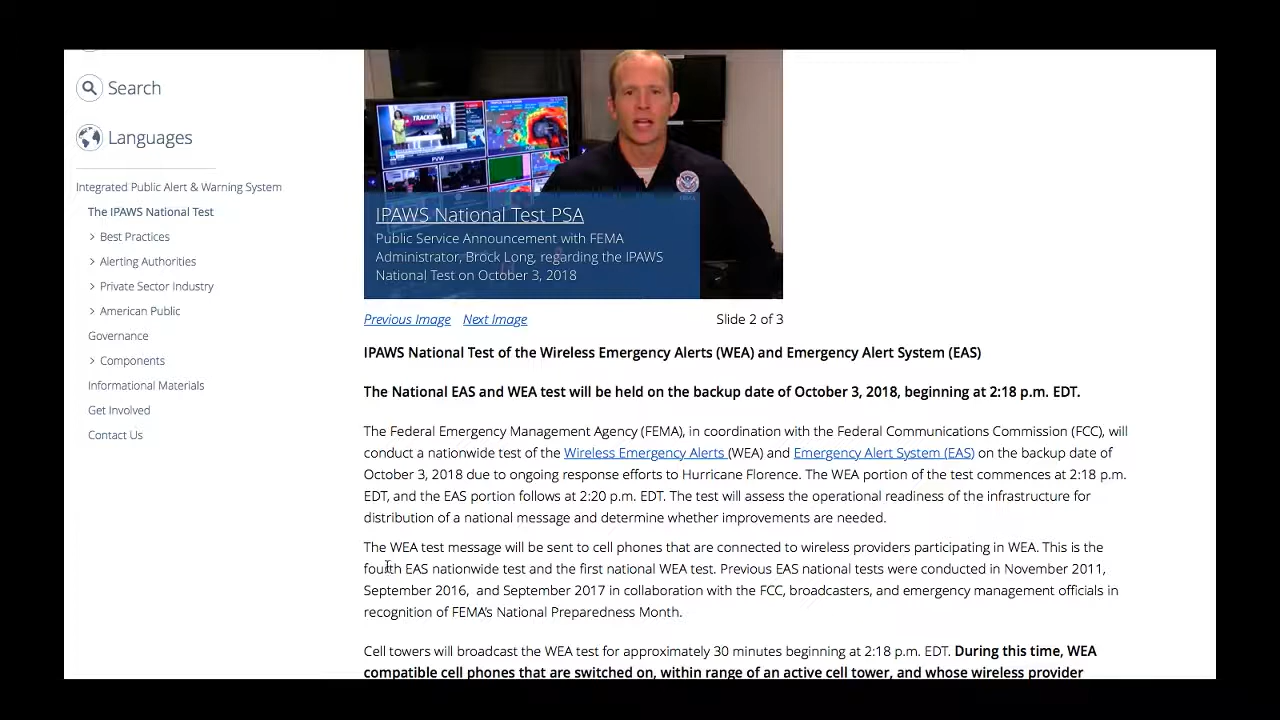 Search
Languages
Integrated Public Alert & Warning System
The IPAWS National Test
Best Practices
Alerting Authorities
Private Sector Industry
American Public
Governance
Components
Informational Materials
Get Involved
Contact Us
TRACKING
IPAWS National Test PSA
Public Service Announcement with FEMA
Administrator, Brock Long, regarding the IPAWS
National Test on October 3, 2018
Previous Image Next Image Slide 2 of 3
IPAWS National Test of the Wireless Emergency Alerts (WEA) and Emergency Alert System (EAS)
The National EAS and WEA test will be held on the backup date of October 3, 2018, beginning at 2:18 p.m. EDT.
The Federal Emergency Management Agency (FEMA), in coordination with the Federal Communications Commission (FCC), will
conduct a nationwide test of the Wireless Emergency Alerts (WEA) and Emergency Alert System (EAS) on the backup date of
October 3, 2018 due to ongoing response efforts to Hurricane Florence. The WEA portion of the test commences at 2:18 p.m.
EDT, and the EAS portion follows at 2:20 p.m. EDT. The test will assess the operational readiness of the infrastructure for
distribution of a national message and determine whether improvements are needed.
The WEA test message will be sent to cell phones that are connected to wireless providers participating in WEA. This is the
fourth EAS nationwide test and the first national WEA test. Previous EAS national tests were conducted in November 2011,
September 2016, and September 2017 in collaboration with the FCC, broadcasters, and emergency management officials in
recognition of FEMA's National Preparedness Month.
Cell towers will broadcast the WEA test for approximately 30 minutes beginning at 2:18 p.m. EDT. During this time, WEA
compatible cell phones that are switched on, within range of an active cell tower, and whose wireless provider